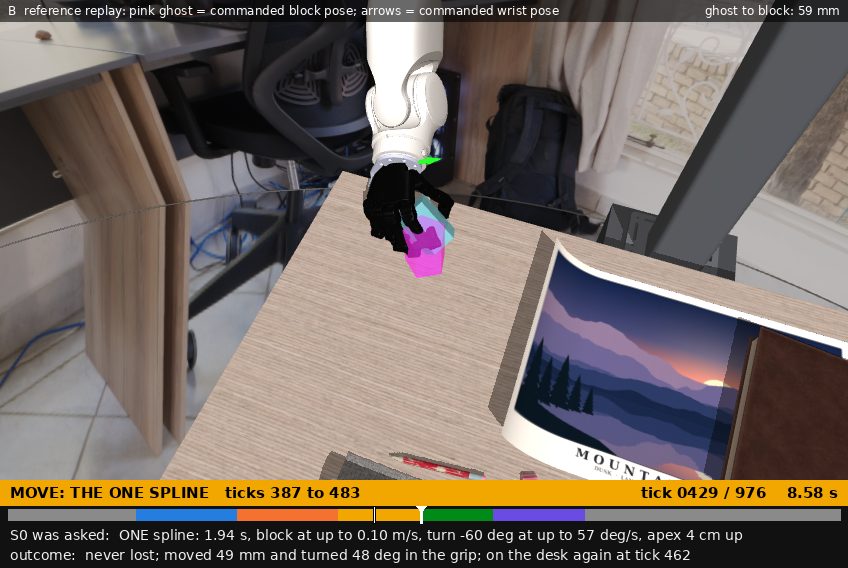 B reference replay: pink ghost = commanded block pose; arrows = commanded wrist pose
ghost to block: 59 mm
MOUNTA
DUSK
MOVE: THE ONE SPLINE ticks 387 to 483
tick 0429 / 976 8.58 s
S0 was asked: ONE spline: 1.94 s, block at up to 0.10 m/s, turn -60 deg at up to 57 deg/s, apex 4 cm up
outcome: never lost; moved 49 mm and turned 48 deg in the grip; on the desk again at tick 462